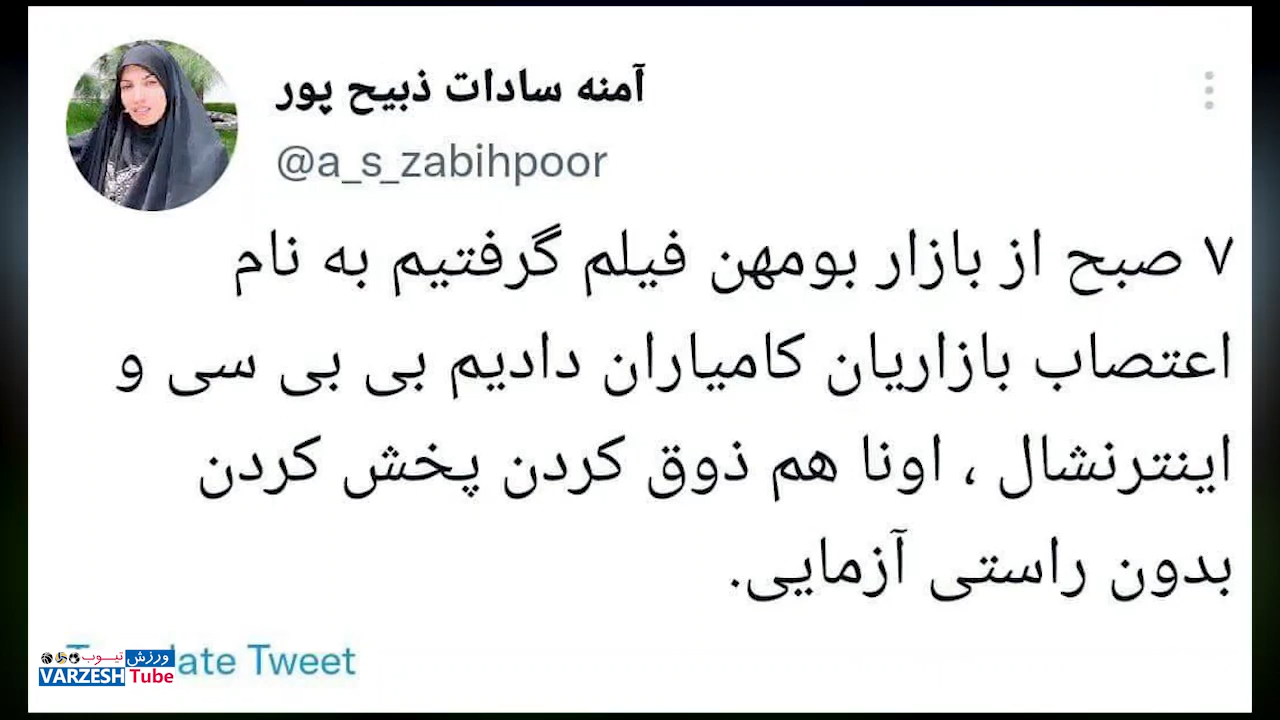 آمنه سادات ذبیح پور
@a_s_zabihpoor
۷ صبح از بازار بومهن فیلم گرفتیم به نام
اعتصاب بازاریان کامیاران دادیم بی بی سی و
اینترنشال ، اونا هم ذوق کردن پخش کردن
بدون راستی آزمایی.
Tweet
ورزش تیوب
VARZESH Tube